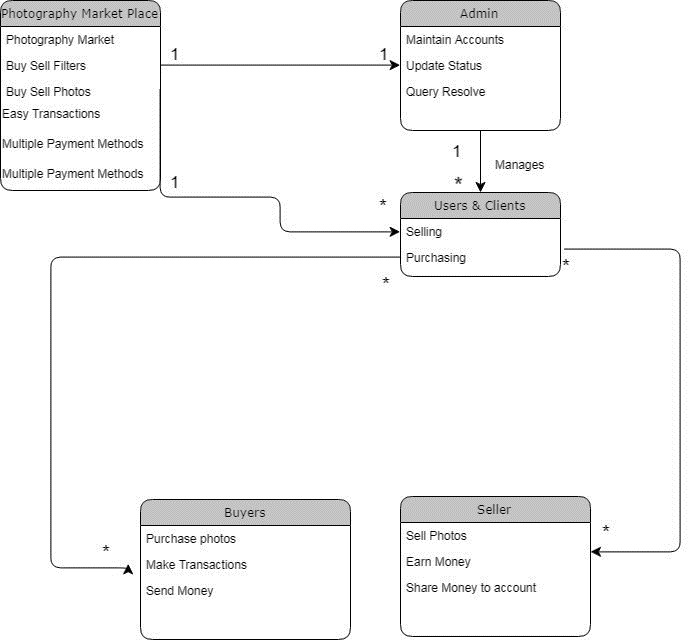 Photography Market Place
Photography Market
Buy Sell Filters
Buy Sell Photos
Easy Transactions
Multiple Payment Methods
Multiple Payment Methods
1
1
Admin
Maintain Accounts
Update Status
Query Resolve
1
Manages
*
1
*
Users & Clients
Selling
Purchasing
*
*
Buyers
Purchase photos
Make Transactions
Send Money
*
Seller
Sell Photos
Earn Money
Share Money to account
*